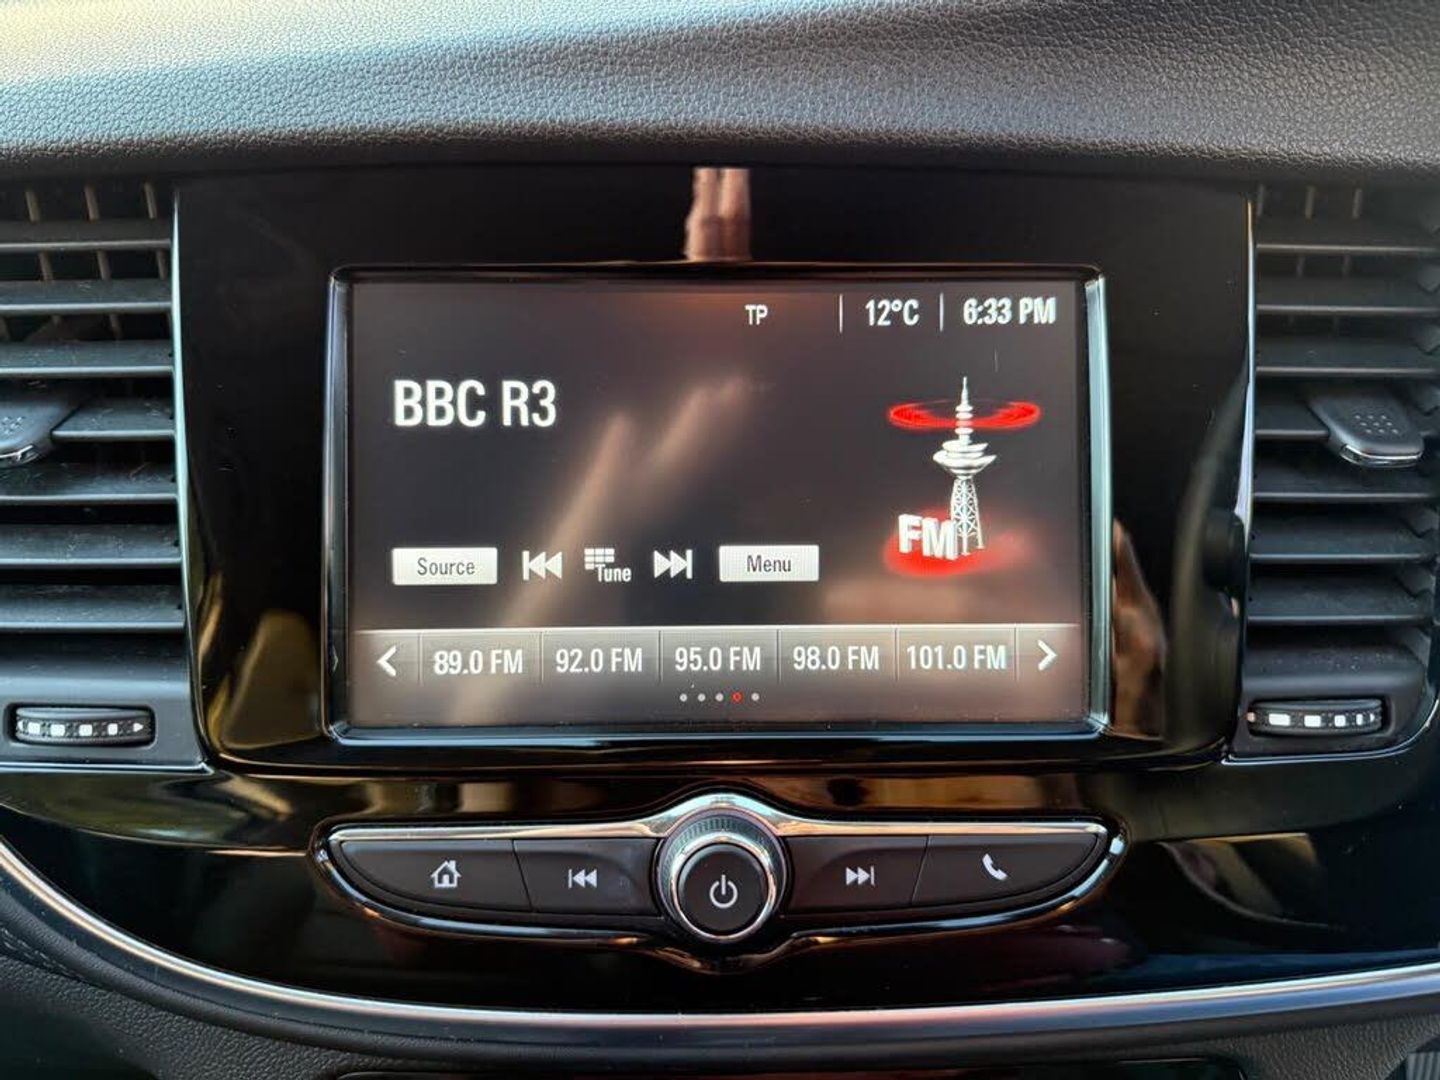 TP 12°C 6:33 PM
BBC R3
FM
Source Tune Menu
89.0 FM 92.0 FM 95.0 FM 98.0 FM 101.0 FM